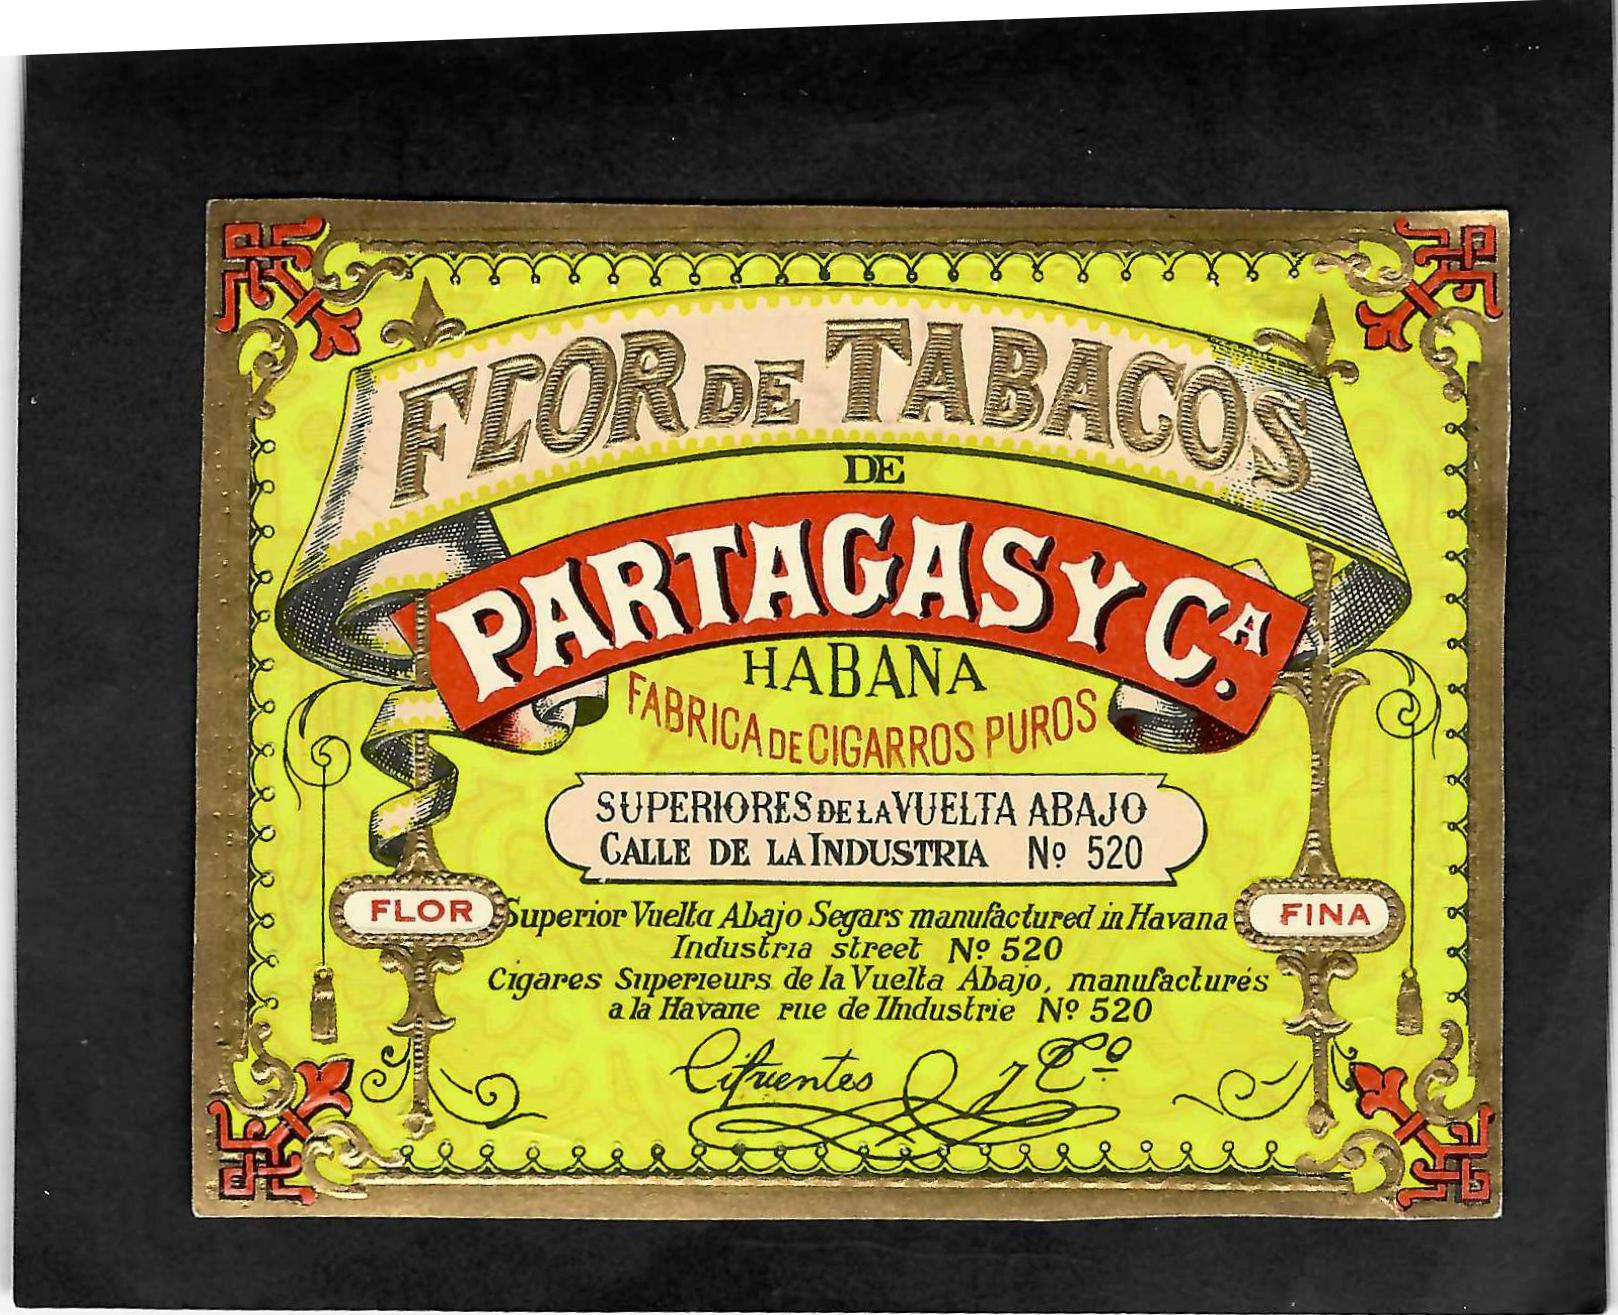 FLOR DE TABACOS
DE
PARTAGAS Y Cª.
HABANA
FABRICA DE CIGARROS PUROS
SUPERIORES DE LA VUELTA ABAJO
CALLE DE LA INDUSTRIA Nº 520
FLOR
FINA
Superior Vuelta Abajo Segars manufactured in Havana
Industria street Nº 520
Cigares Superieurs de la Vuelta Abajo, manufacturés
a la Havane rue de lIndustrie Nº 520
Cifuentes y Cº